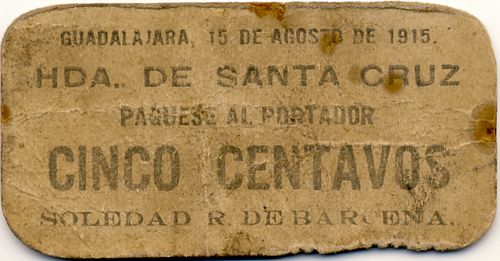 GUADALAJARA, 15 DE AGOSTO DE 1915.
HDA. DE SANTA CRUZ
PAGUESE AL PORTADOR
CINCO CENTAVOS
SOLEDAD R. DE BARCENA.